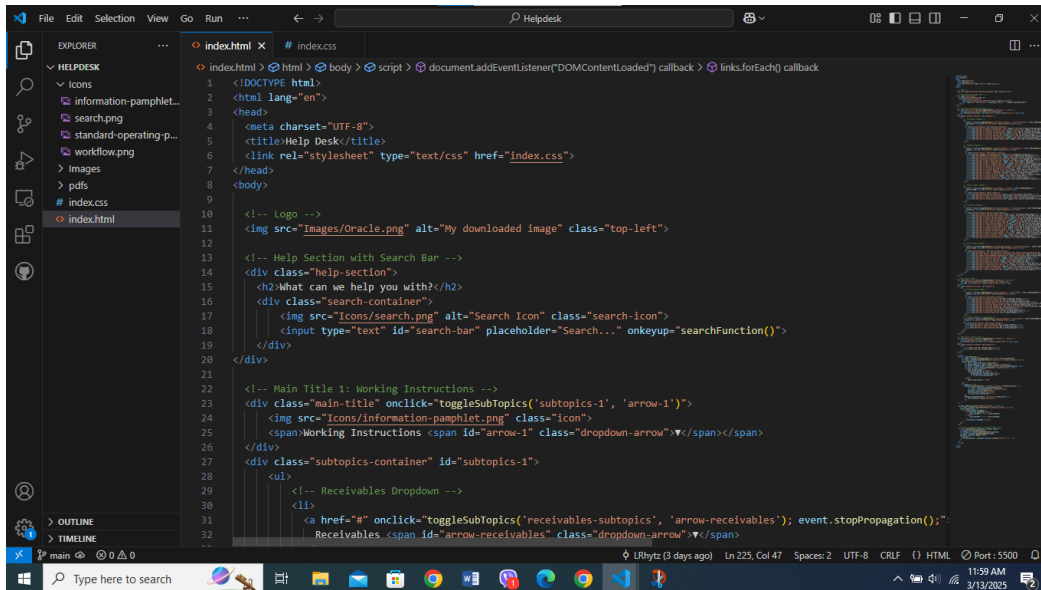 File Edit Selection View Go Run ··· ← → Helpdesk
EXPLORER ···
HELPDESK
Icons
information-pamphlet...
search.png
standard-operating-p...
workflow.png
Images
pdfs
# index.css
index.html
OUTLINE
TIMELINE
index.html × # index.css
index.html > html > body > script > document.addEventListener("DOMContentLoaded") callback > links.forEach() callback
1 <!DOCTYPE html>
2 <html lang="en">
3 <head>
4 <meta charset="UTF-8">
5 <title>Help Desk</title>
6 <link rel="stylesheet" type="text/css" href="index.css">
7 </head>
8 <body>
9
10 <!-- Logo -->
11 <img src="Images/Oracle.png" alt="My downloaded image" class="top-left">
12
13 <!-- Help Section with Search Bar -->
14 <div class="help-section">
15 <h2>What can we help you with?</h2>
16 <div class="search-container">
17 <img src="Icons/search.png" alt="Search Icon" class="search-icon">
18 <input type="text" id="search-bar" placeholder="Search..." onkeyup="searchFunction()">
19 </div>
20 </div>
21
22 <!-- Main Title 1: Working Instructions -->
23 <div class="main-title" onclick="toggleSubTopics('subtopics-1', 'arrow-1')">
24 <img src="Icons/information-pamphlet.png" class="icon">
25 <span>Working Instructions <span id="arrow-1" class="dropdown-arrow">▼</span></span>
26 </div>
27 <div class="subtopics-container" id="subtopics-1">
28 <ul>
29 <!-- Receivables Dropdown -->
30 <li>
31 <a href="#" onclick="toggleSubTopics('receivables-subtopics', 'arrow-receivables'); event.stopPropagation();">
32 Receivables <span id="arrow-receivables" class="dropdown-arrow">▼</span>
main 0 0 LRhytz (3 days ago) Ln 225, Col 47 Spaces: 2 UTF-8 CRLF {} HTML Port : 5500
Type here to search
11:59 AM
3/13/2025